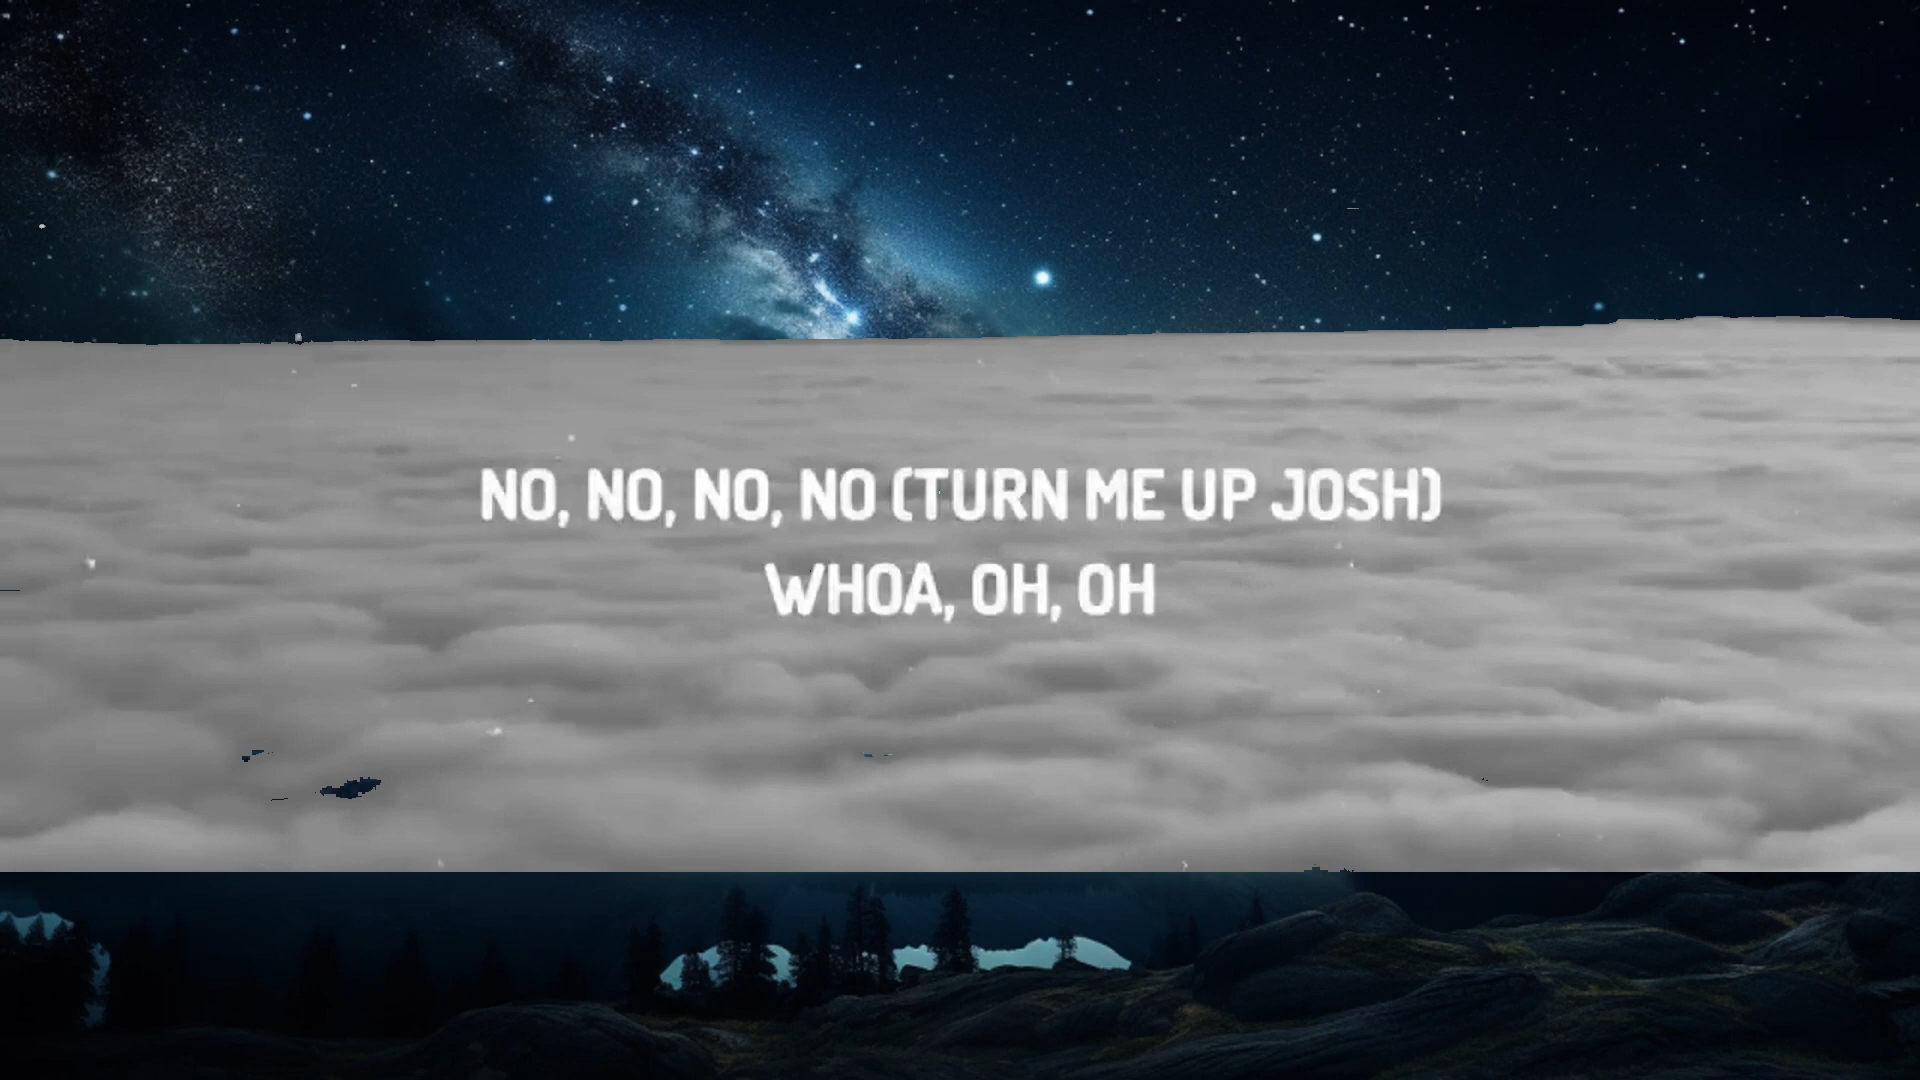 NO, NO, NO, NO (TURN ME UP JOSH)
WHOA, OH, OH